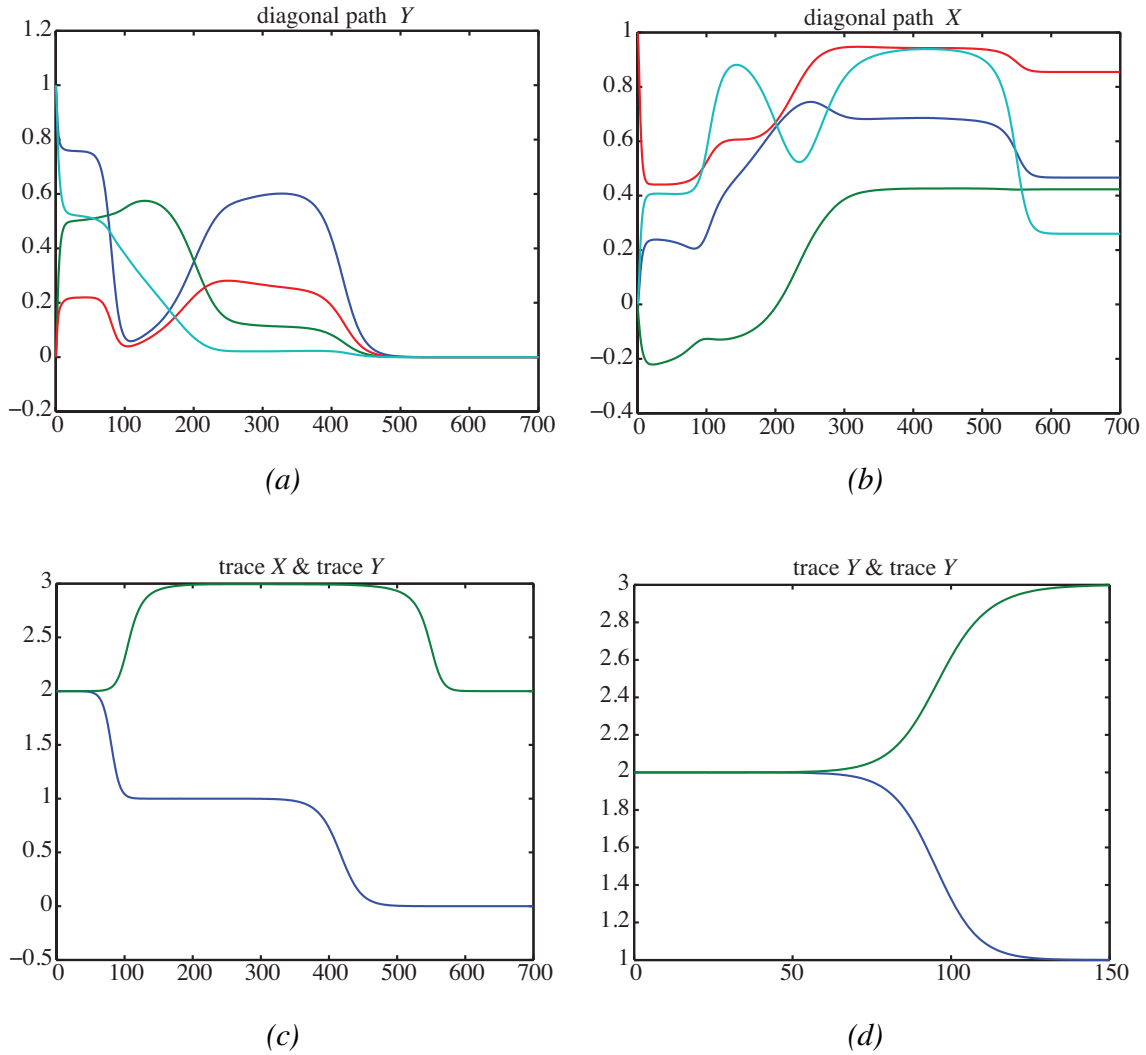 diagonal path Y
1.2
1
0.8
0.6
0.4
0.2
0
−0.2
0 100 200 300 400 500 600 700
(a)
diagonal path X
1
0.8
0.6
0.4
0.2
0
−0.2
−0.4
0 100 200 300 400 500 600 700
(b)
trace X & trace Y
3
2.5
2
1.5
1
0.5
0
−0.5
0 100 200 300 400 500 600 700
(c)
trace Y & trace Y
3
2.8
2.6
2.4
2.2
2
1.8
1.6
1.4
1.2
1
0 50 100 150
(d)